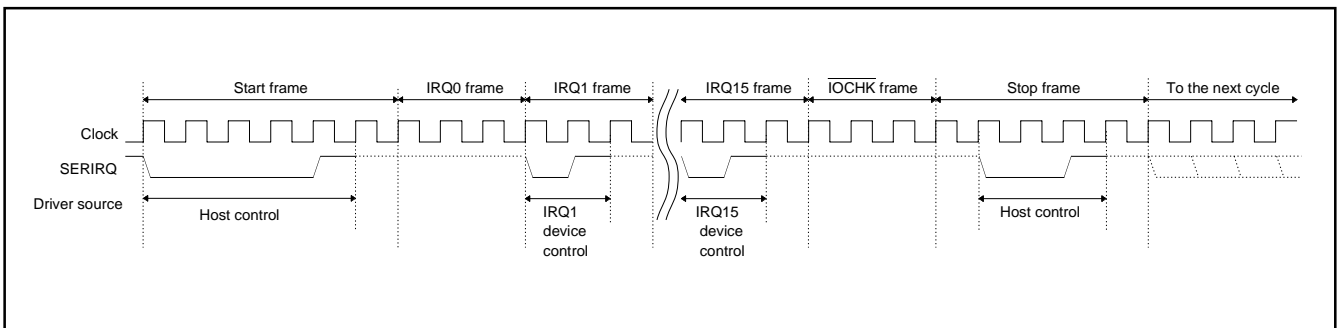 Start frame IRQ0 frame IRQ1 frame IRQ15 frame IOCHK frame Stop frame To the next cycle
Clock
SERIRQ
Driver source
Host control
IRQ1
device
control
IRQ15
device
control
Host control